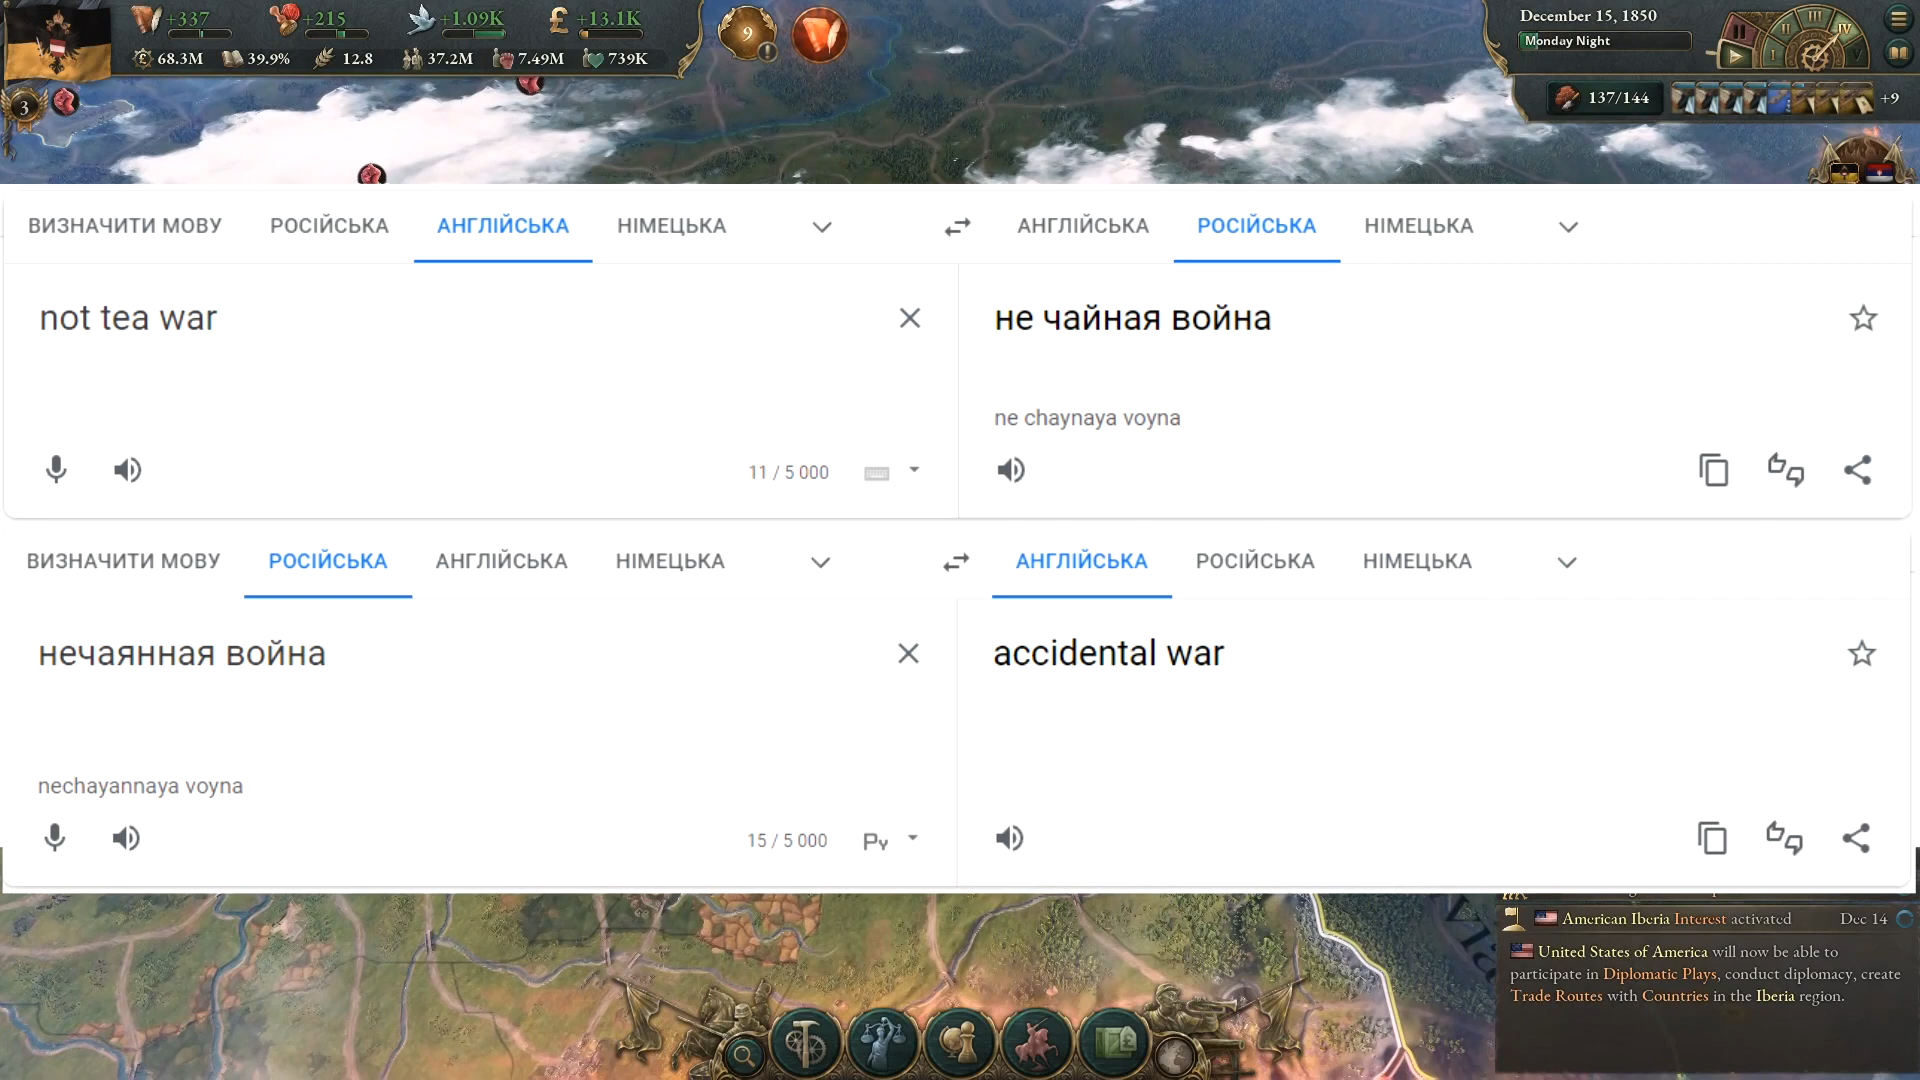 +337 +215 +1.09K +13.1K
68.3M 39.9% 12.8 37.2M 7.49M 739K
9
3
December 15, 1850
Monday Night
I II III IV V
137/144
+9
ВИЗНАЧИТИ МОВУ РОСІЙСЬКА АНГЛІЙСЬКА НІМЕЦЬКА
АНГЛІЙСЬКА РОСІЙСЬКА НІМЕЦЬКА
not tea war
не чайная война
ne chaynaya voyna
11 / 5 000
ВИЗНАЧИТИ МОВУ РОСІЙСЬКА АНГЛІЙСЬКА НІМЕЦЬКА
АНГЛІЙСЬКА РОСІЙСЬКА НІМЕЦЬКА
нечаянная война
accidental war
nechayannaya voyna
15 / 5 000 Ру
American Iberia Interest activated Dec 14
United States of America will now be able to
participate in Diplomatic Plays, conduct diplomacy, create
Trade Routes with Countries in the Iberia region.